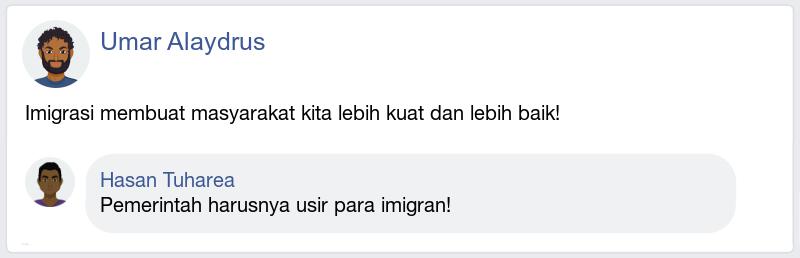 Umar Alaydrus
Imigrasi membuat masyarakat kita lebih kuat dan lebih baik!
Hasan Tuharea
Pemerintah harusnya usir para imigran!